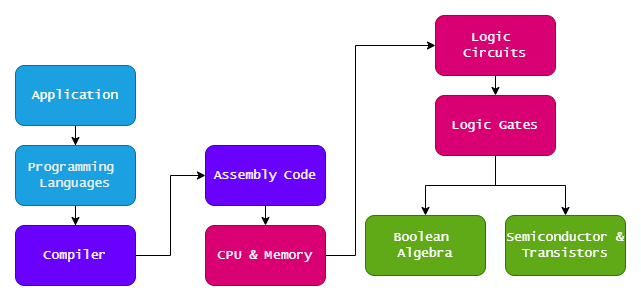 Application
Programming
Languages
Compiler
Assembly Code
CPU & Memory
Logic
Circuits
Logic Gates
Boolean
Algebra
Semiconductor &
Transistors